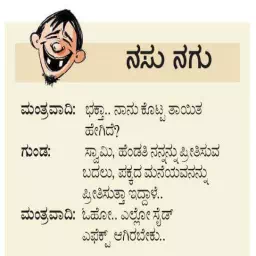 ನಸು ನಗು
ಮಂತ್ರವಾದಿ: ಭಕ್ತಾ.. ನಾನು ಕೊಟ್ಟ ತಾಯಿತ
ಹೇಗಿದೆ?
ಗುಂಡ: ಸ್ವಾಮಿ, ಹೆಂಡತಿ ನನ್ನನ್ನು ಪ್ರೀತಿಸುವ
ಬದಲು, ಪಕ್ಕದ ಮನೆಯವನನ್ನು
ಪ್ರೀತಿಸುತ್ತಾ ಇದ್ದಾಳೆ..
ಮಂತ್ರವಾದಿ: ಓಹೋ.. ಎಲ್ಲೋ ಸೈಡ್
ಎಫೆಕ್ಟ್ ಆಗಿರಬೇಕು..